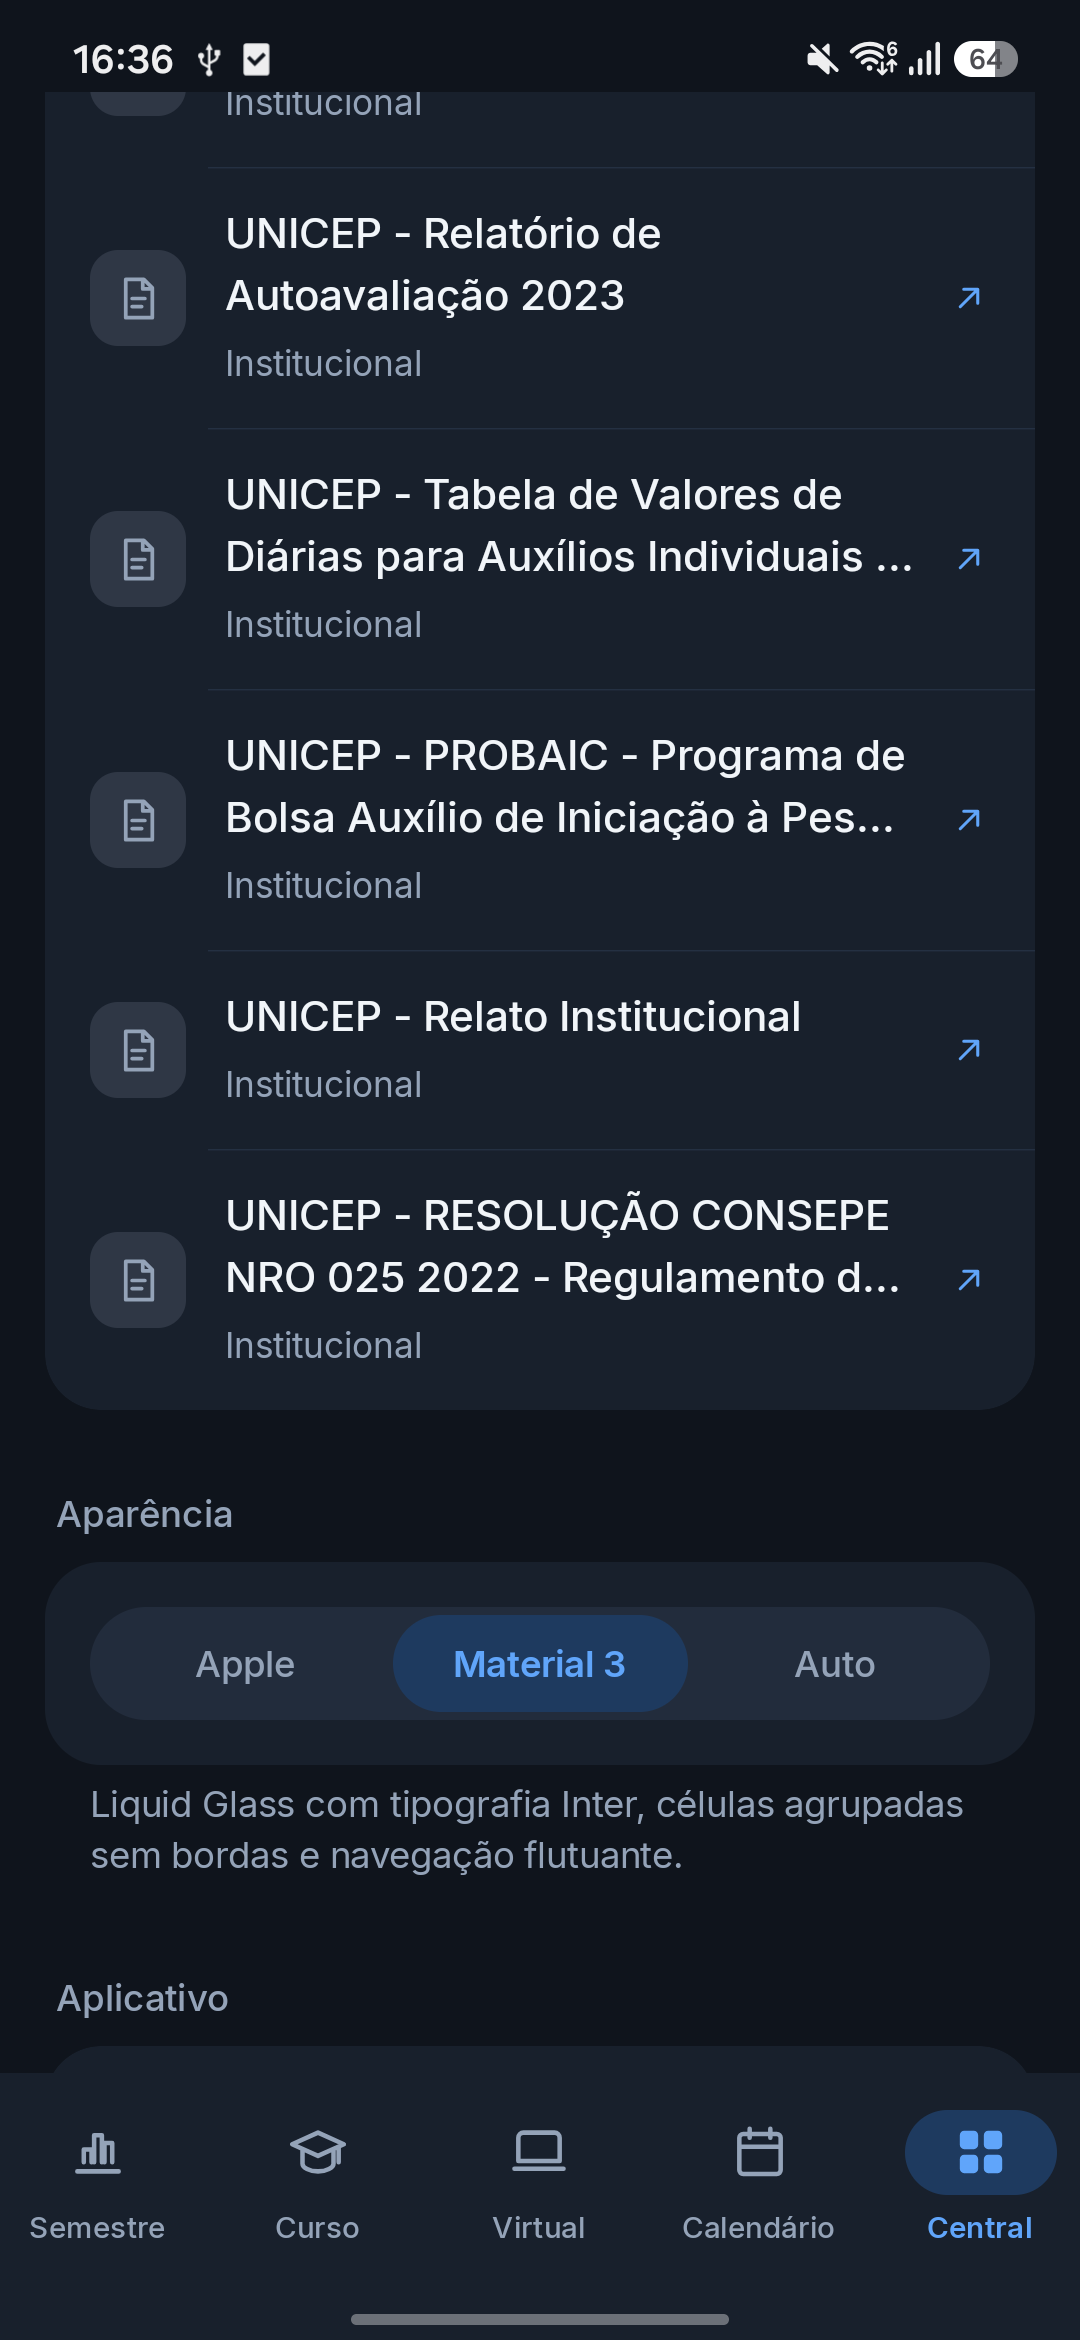 16:36
6
64
Institucional
UNICEP - Relatório de
Autoavaliação 2023
Institucional
UNICEP - Tabela de Valores de
Diárias para Auxílios Individuais ...
Institucional
UNICEP - PROBAIC - Programa de
Bolsa Auxílio de Iniciação à Pes...
Institucional
UNICEP - Relato Institucional
Institucional
UNICEP - RESOLUÇÃO CONSEPE
NRO 025 2022 - Regulamento d...
Institucional
Aparência
Apple Material 3 Auto
Liquid Glass com tipografia Inter, células agrupadas
sem bordas e navegação flutuante.
Aplicativo
Semestre Curso Virtual Calendário Central